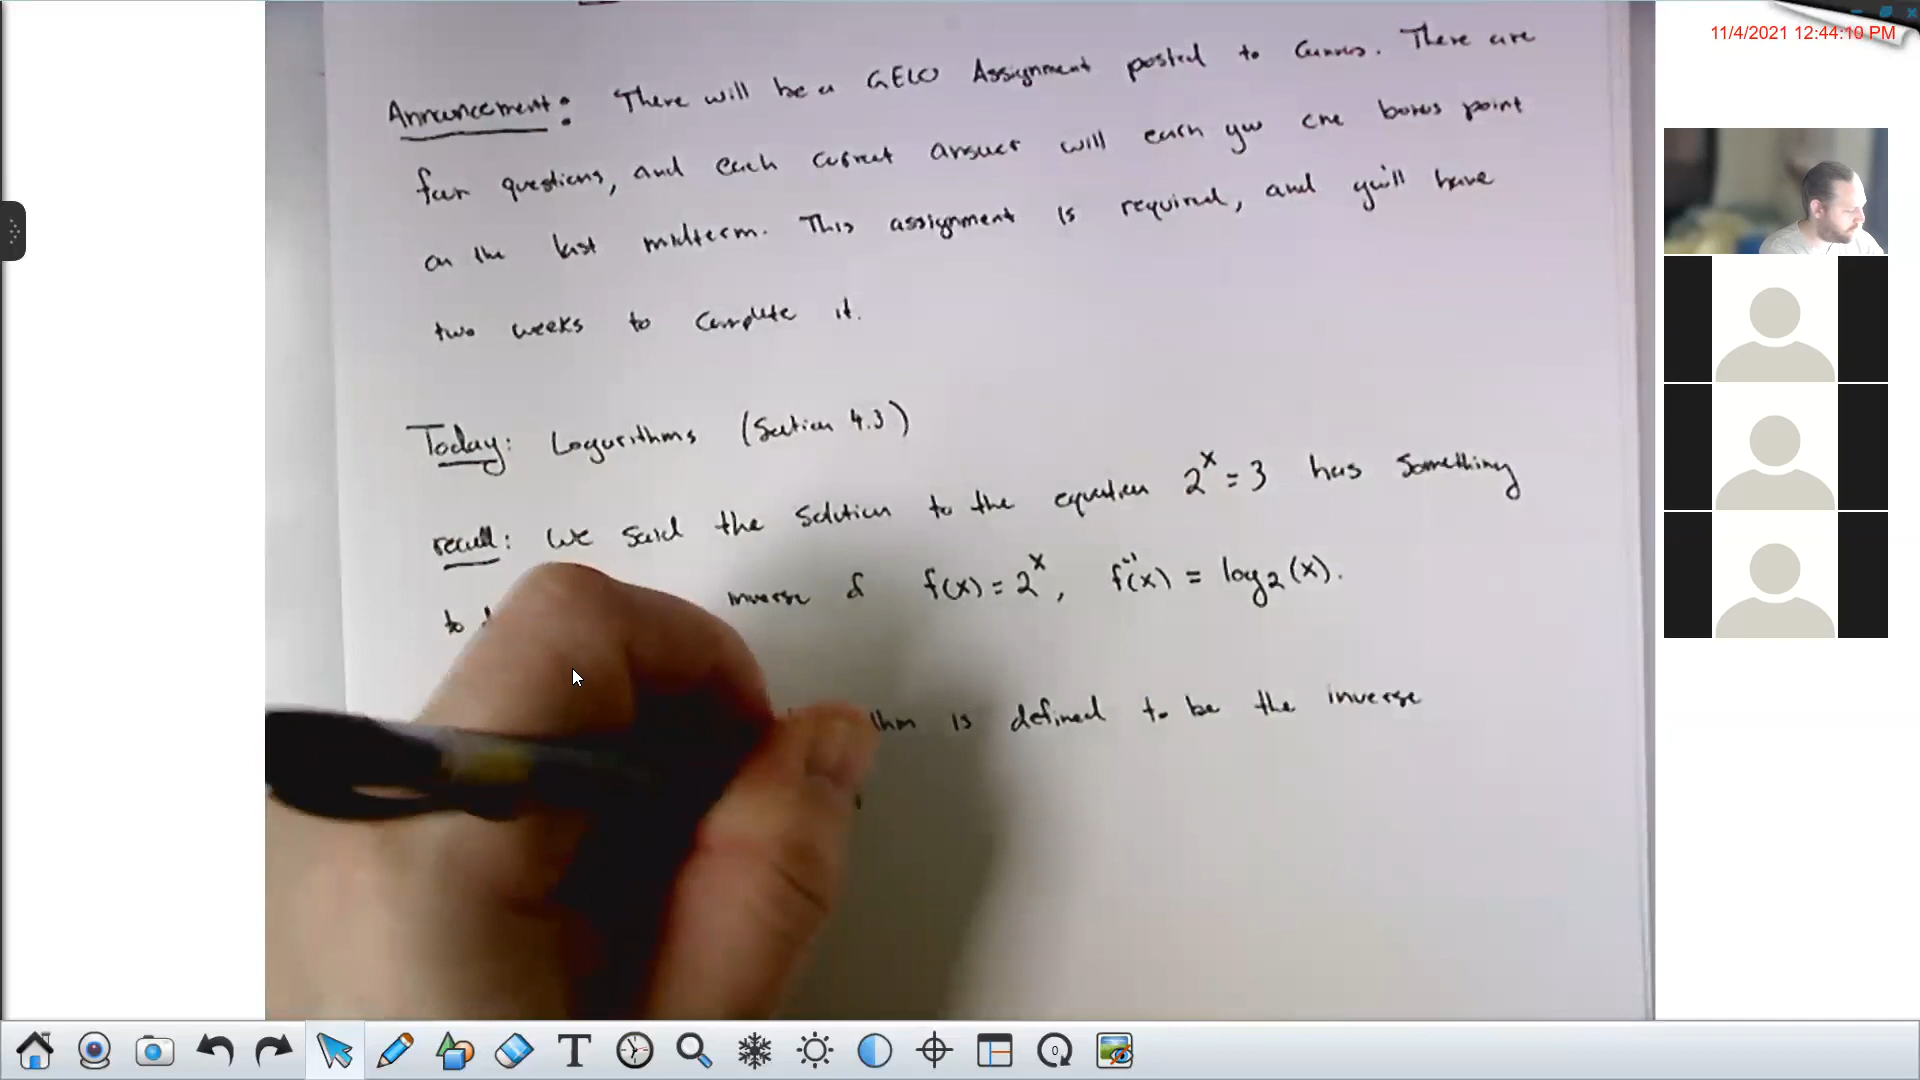 11/4/2021 12:44:10 PM
Announcement: There will be a GELO Assignment posted to Canvas. There are
four questions, and each correct answer will earn you one bonus point
on the last midterm. This assignment is required, and you'll have
two weeks to complete it.
Today: Logarithms (Section 4.3)
recall: We said the solution to the equation 2^x = 3 has something
to inverse of f(x) = 2^x, f^-1(x) = log₂(x).
thm is defined to be the inverse
T
0